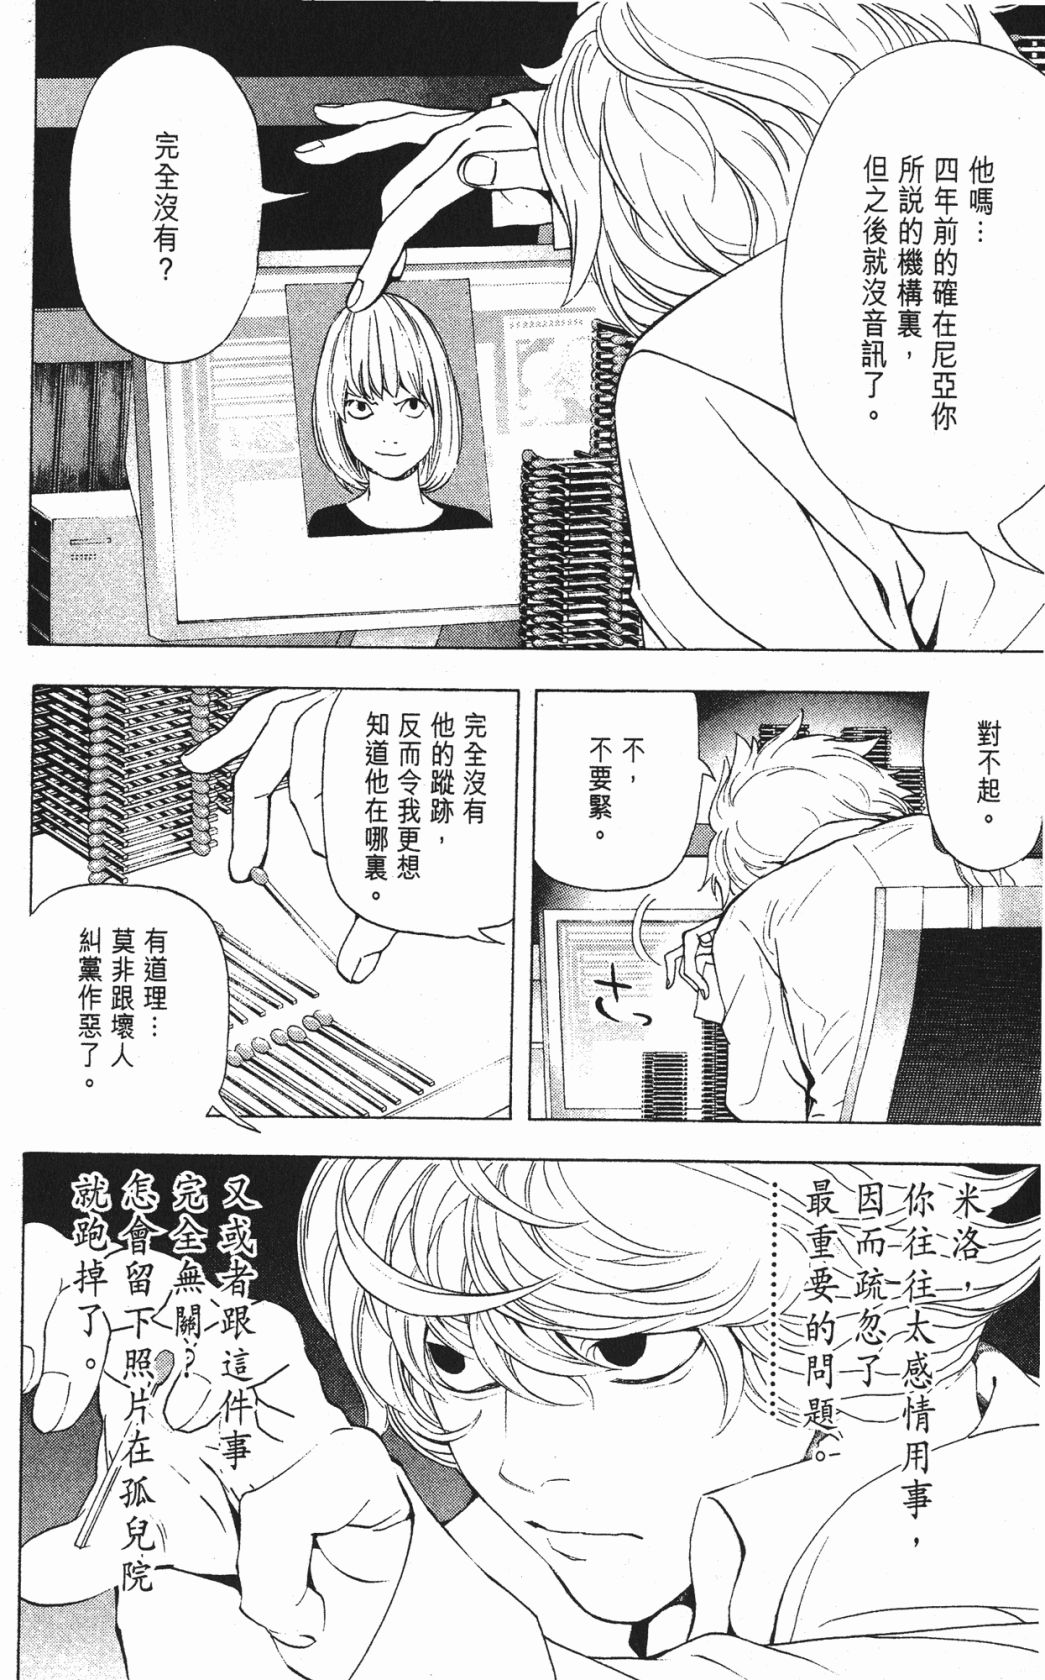 他嗎…
四年前的確在尼亞你
所說的機構裏，
但之後就沒音訊了。
完全沒有？
對不起。
不，
不要緊。
完全沒有
他的蹤跡，
反而令我更想
知道他在哪裏。
有道理…
莫非跟壞人
糾黨作惡了。
米洛，
你往往太感情用事，
因而疏忽了
最重要的問題。
又或者跟這件事
完全無關？
怎會留下照片在孤兒院
就跑掉了。